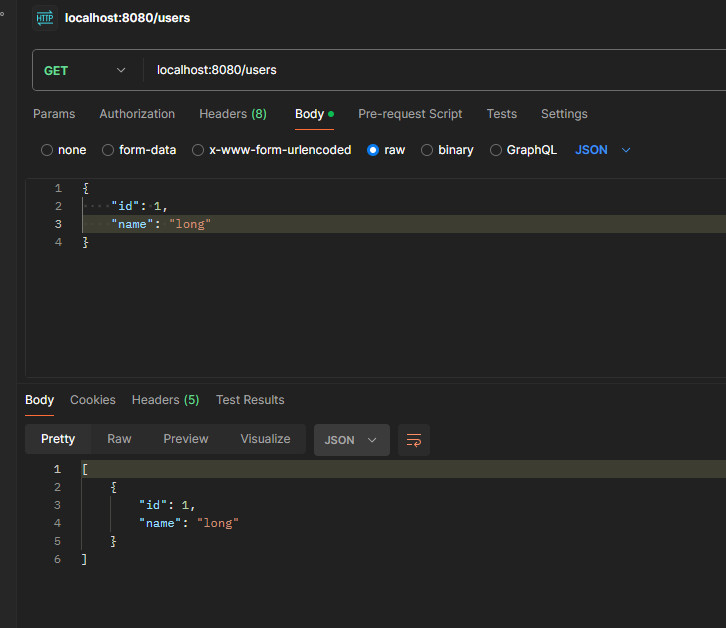 HTTP localhost:8080/users
GET localhost:8080/users
Params Authorization Headers (8) Body Pre-request Script Tests Settings
none form-data x-www-form-urlencoded raw binary GraphQL JSON
1 {
2 "id": 1,
3 "name": "long"
4 }
Body Cookies Headers (5) Test Results
Pretty Raw Preview Visualize JSON
1 [
2 {
3 "id": 1,
4 "name": "long"
5 }
6 ]